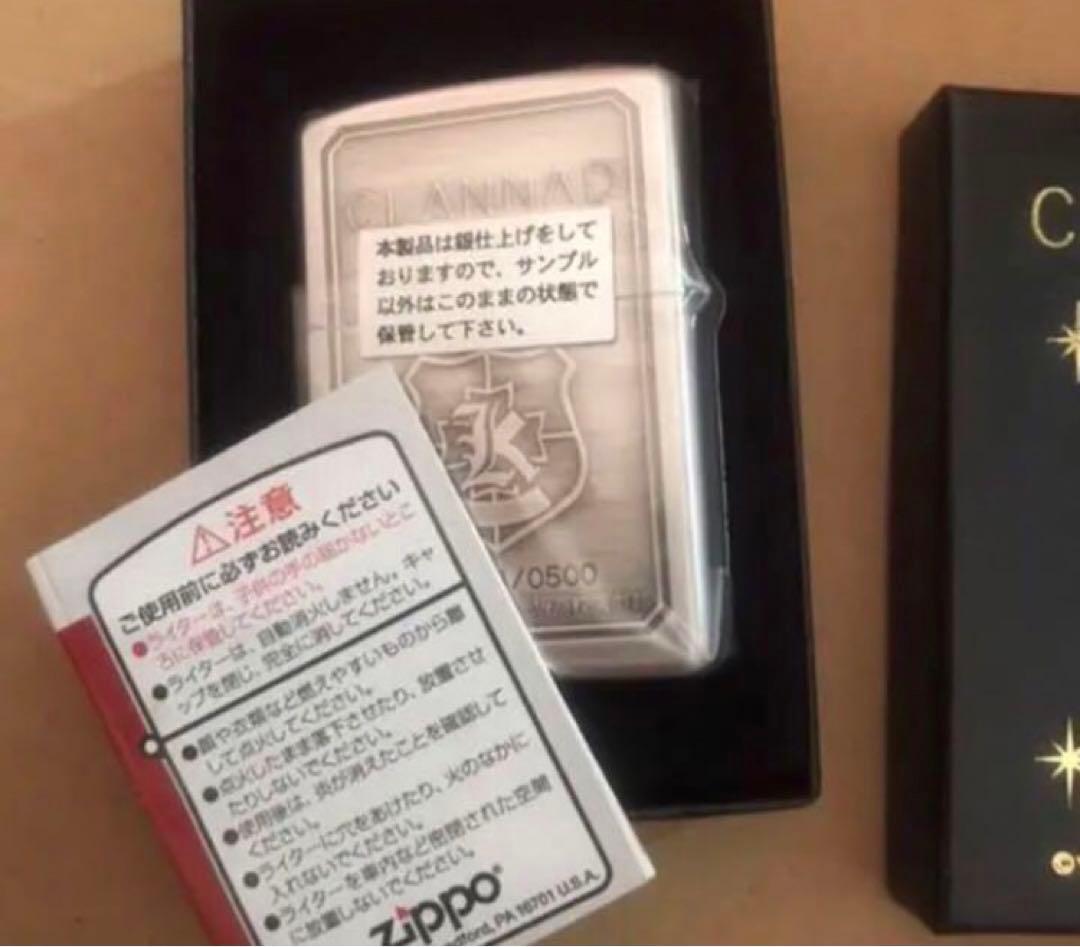 CLANNAD
本製品は銀仕上げをして
おりますので、サンプル
以外はこのままの状態で
保管して下さい。
K
/0500
⚠注意
ご使用前に必ずお読みください
●ライターは、子供の手の届かないとこ
ろに保管してください。
●ライターは、自動消火しません。キャ
ップを閉じ、完全に消してください。
●顔や衣類など燃えやすいものから離
して点火してください。
●点火したまま落下させたり、放置させ
たりしないでください。
●使用後は、炎が消えたことを確認して
ください。
●ライターに穴をあけたり、火のなかに
入れないでください。
●ライターを車内など密閉された空間
に放置しないでください。
zippo®
dford, PA 16701 U.S.A.
C